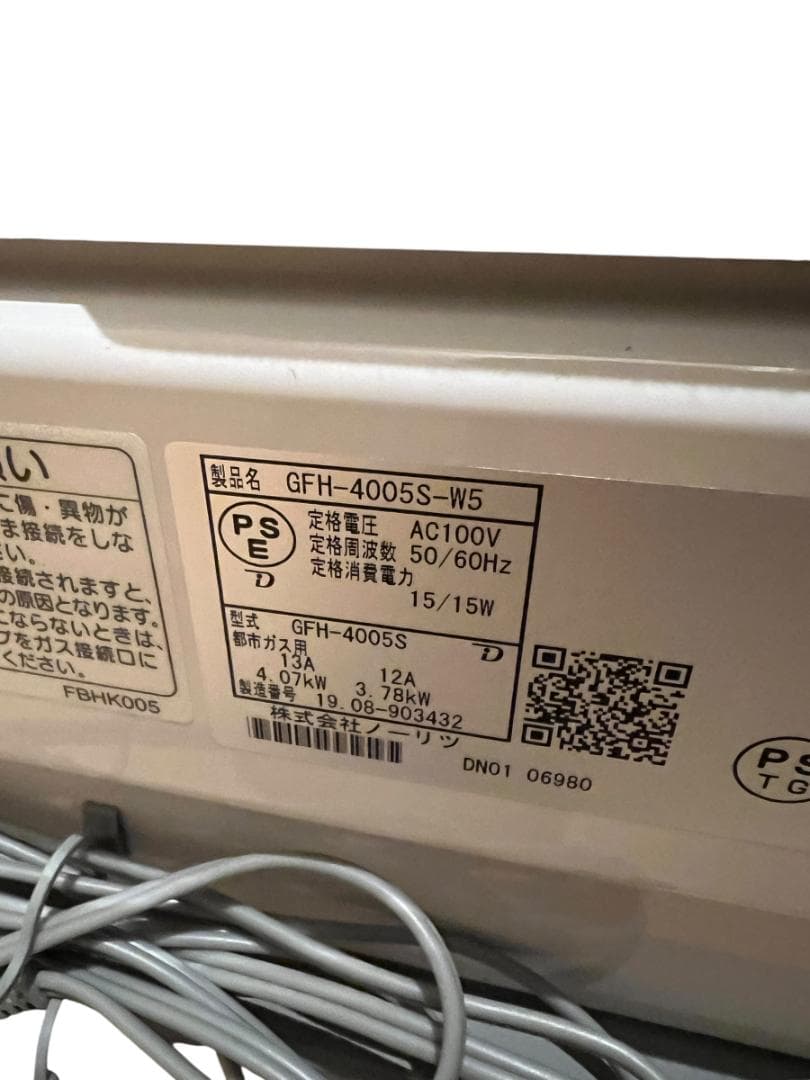 い
に傷・異物が
ま接続をしな
い。
接続されますと、
の原因となります。
にならないときは、
プをガス接続口に
ください。
FBHK005
製品名 GFH-4005S-W5
PSE
定格電圧 AC100V
定格周波数 50/60Hz
定格消費電力
15/15W
型式 GFH-4005S
都市ガス用
13A 12A
4.07kW 3.78kW
製造番号 19.08-903432
株式会社ノーリツ
DN01 06980
PS
TG